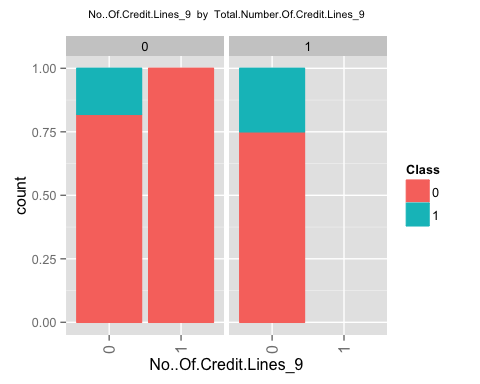 No..Of.Credit.Lines_9 by Total.Number.Of.Credit.Lines_9
0 1
1.00
0.75
0.50
0.25
0.00
count
0 1 0 1
No..Of.Credit.Lines_9
Class
0
1